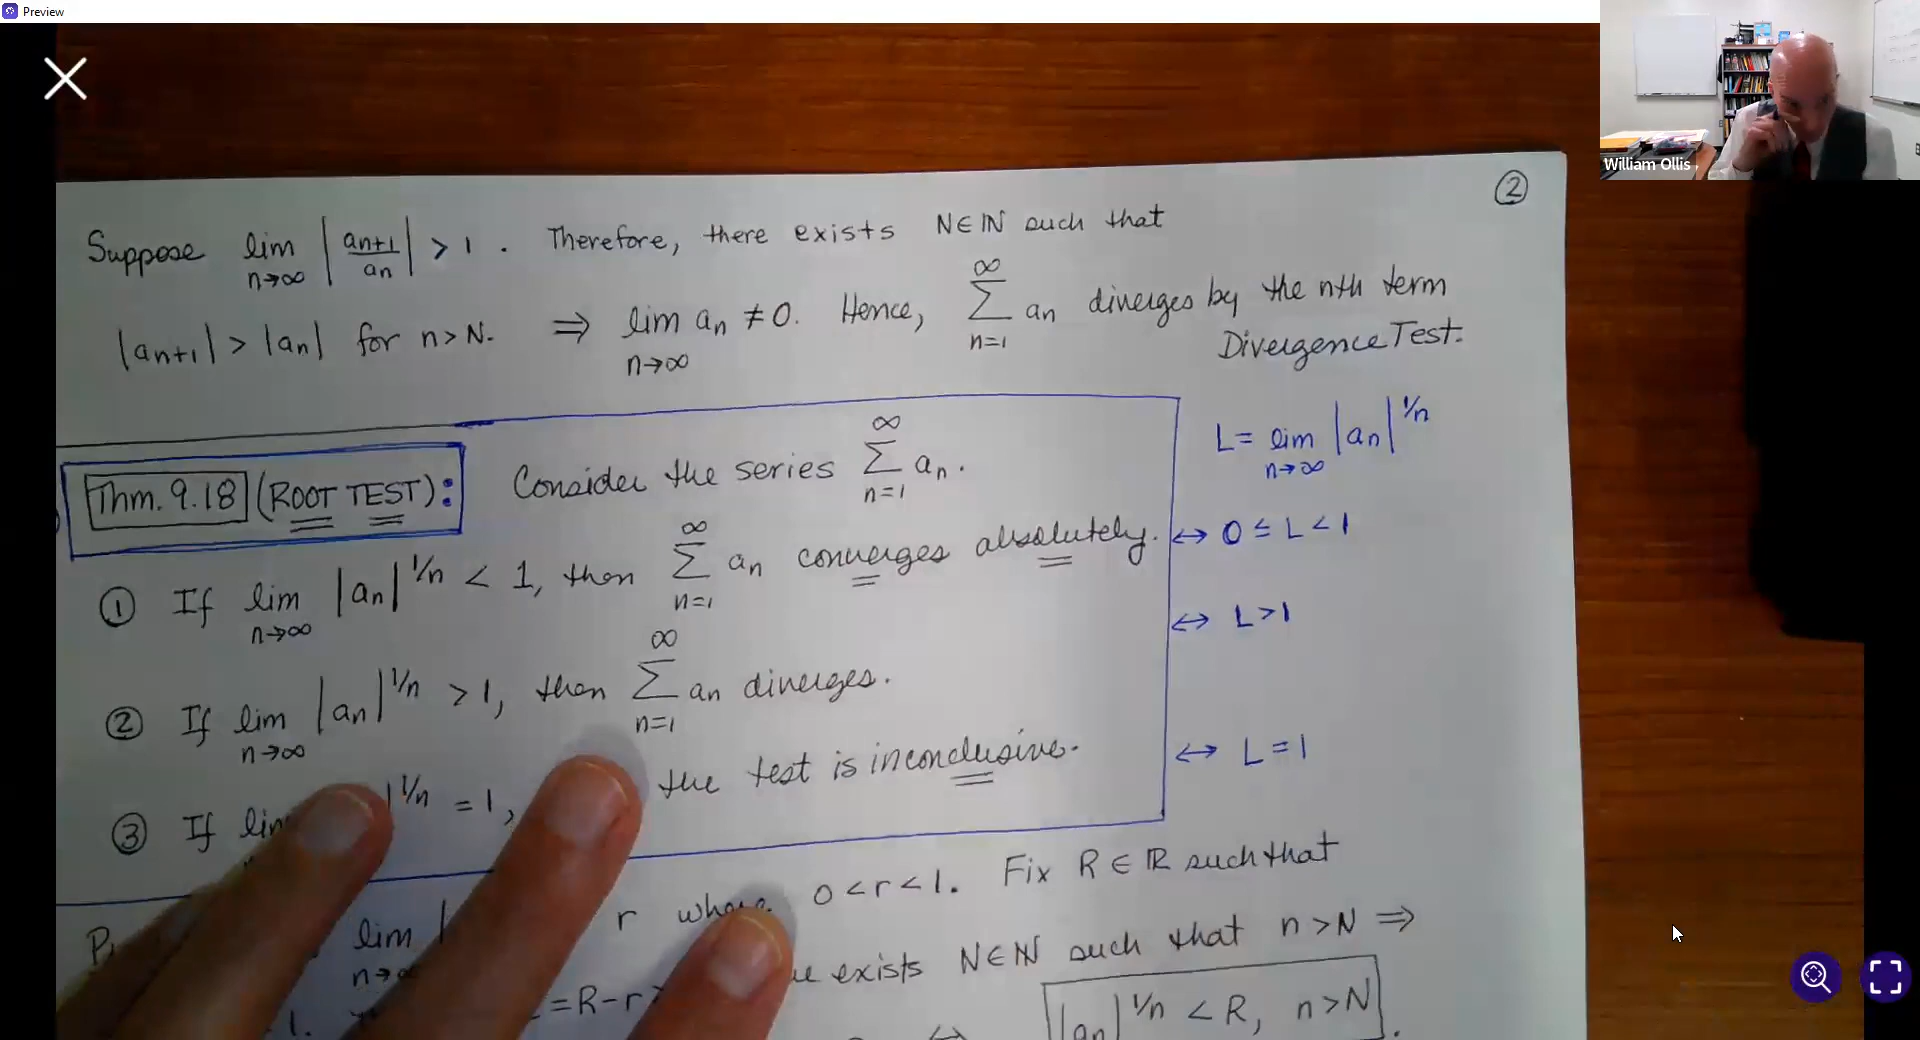 Preview
William Ollis
②
Suppose lim n→∞ |an+1/an| > 1 . Therefore, there exists N∈ℕ such that
|an+1| > |an| for n>N. ⇒ lim n→∞ an ≠ 0. Hence, ∞ Σ n=1 an diverges by the nth term
Divergence Test.
L = lim n→∞ |an|^1/n
Thm. 9.18 (ROOT TEST): Consider the series ∞ Σ n=1 an.
① If lim n→∞ |an|^1/n < 1, then ∞ Σ n=1 an converges absolutely. ↔ 0 ≤ L < 1
② If lim n→∞ |an|^1/n > 1, then ∞ Σ n=1 an diverges. ↔ L > 1
③ If lim |^1/n = 1, the test is inconclusive. ↔ L = 1
lim n→∞ | r where 0 < r < 1. Fix R ∈ ℝ such that
1. = R-r > exists N∈ℕ such that n>N ⇒
↔ |an|^1/n < R, n>N.